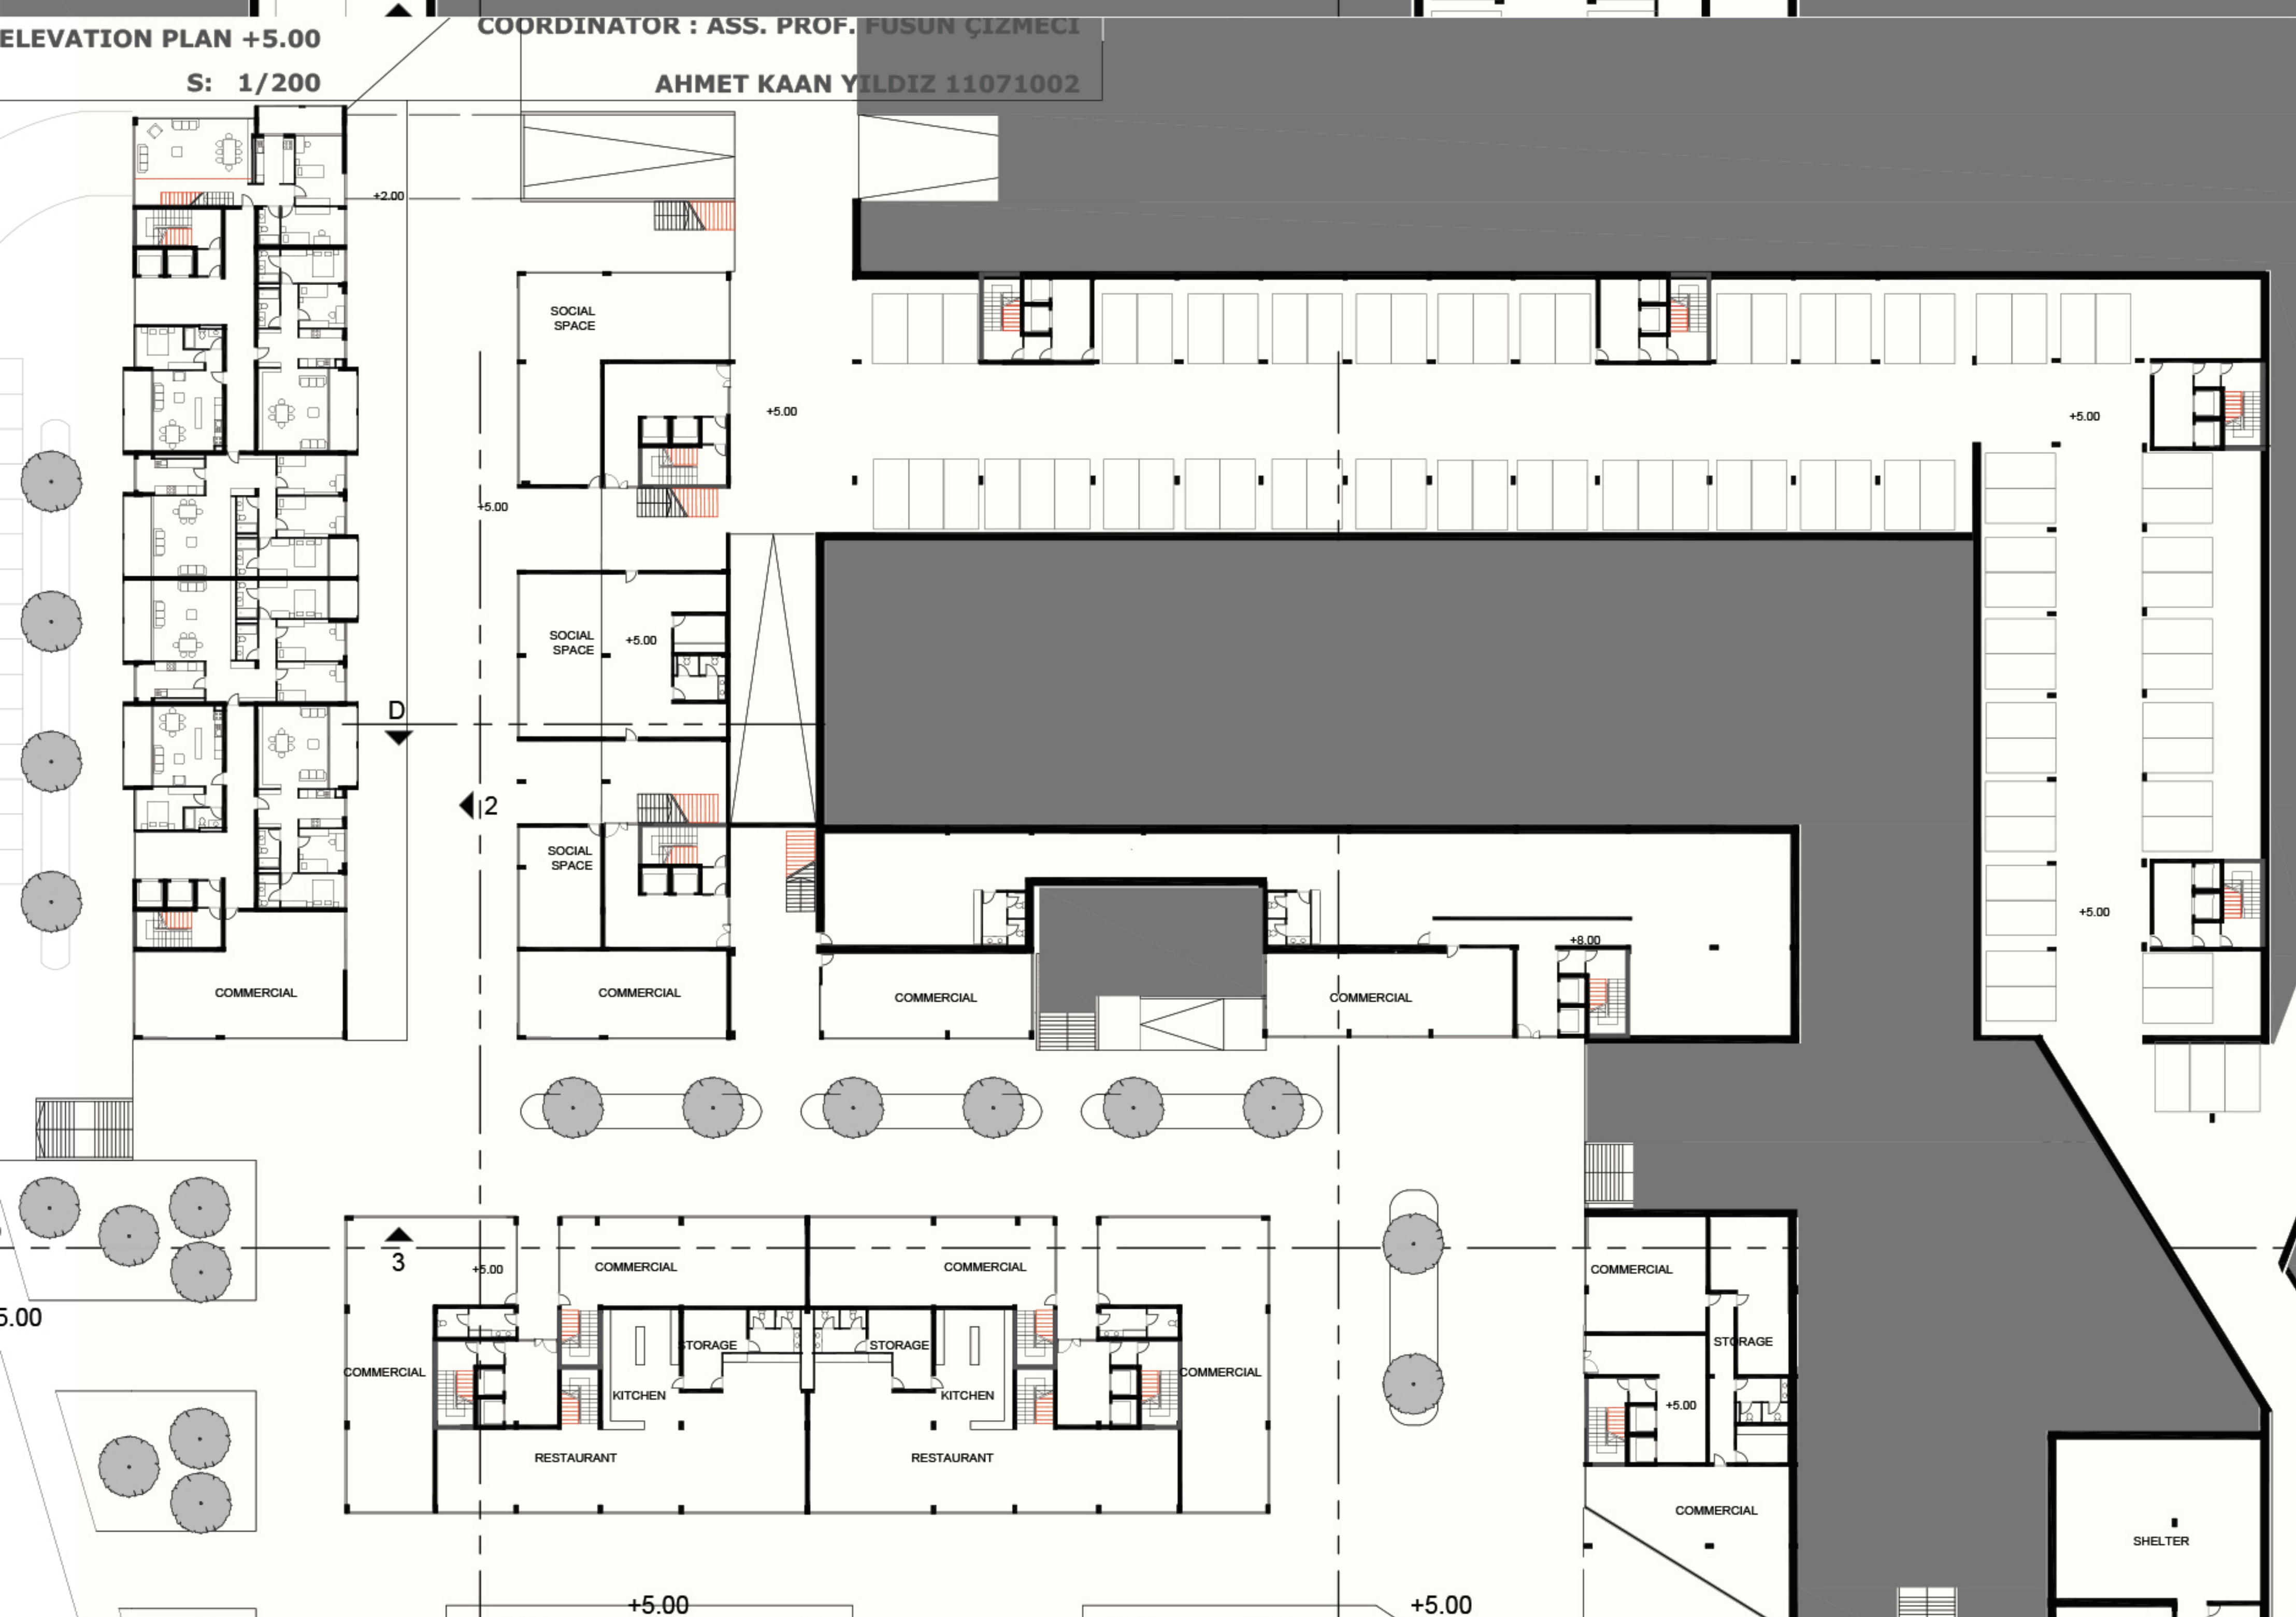 ELEVATION PLAN +5.00
S: 1/200
COORDINATOR : ASS. PROF. FUSUN ÇIZMECI
AHMET KAAN YILDIZ 11071002
+2.00
SOCIAL
SPACE
+5.00
+5.00
+5.00
SOCIAL
SPACE
+5.00
D
2
SOCIAL
SPACE
+5.00
+8.00
COMMERCIAL
COMMERCIAL
COMMERCIAL
COMMERCIAL
3
+5.00
COMMERCIAL
COMMERCIAL
COMMERCIAL
5.00
STORAGE
STORAGE
STORAGE
COMMERCIAL
COMMERCIAL
KITCHEN
KITCHEN
+5.00
RESTAURANT
RESTAURANT
COMMERCIAL
SHELTER
+5.00
+5.00